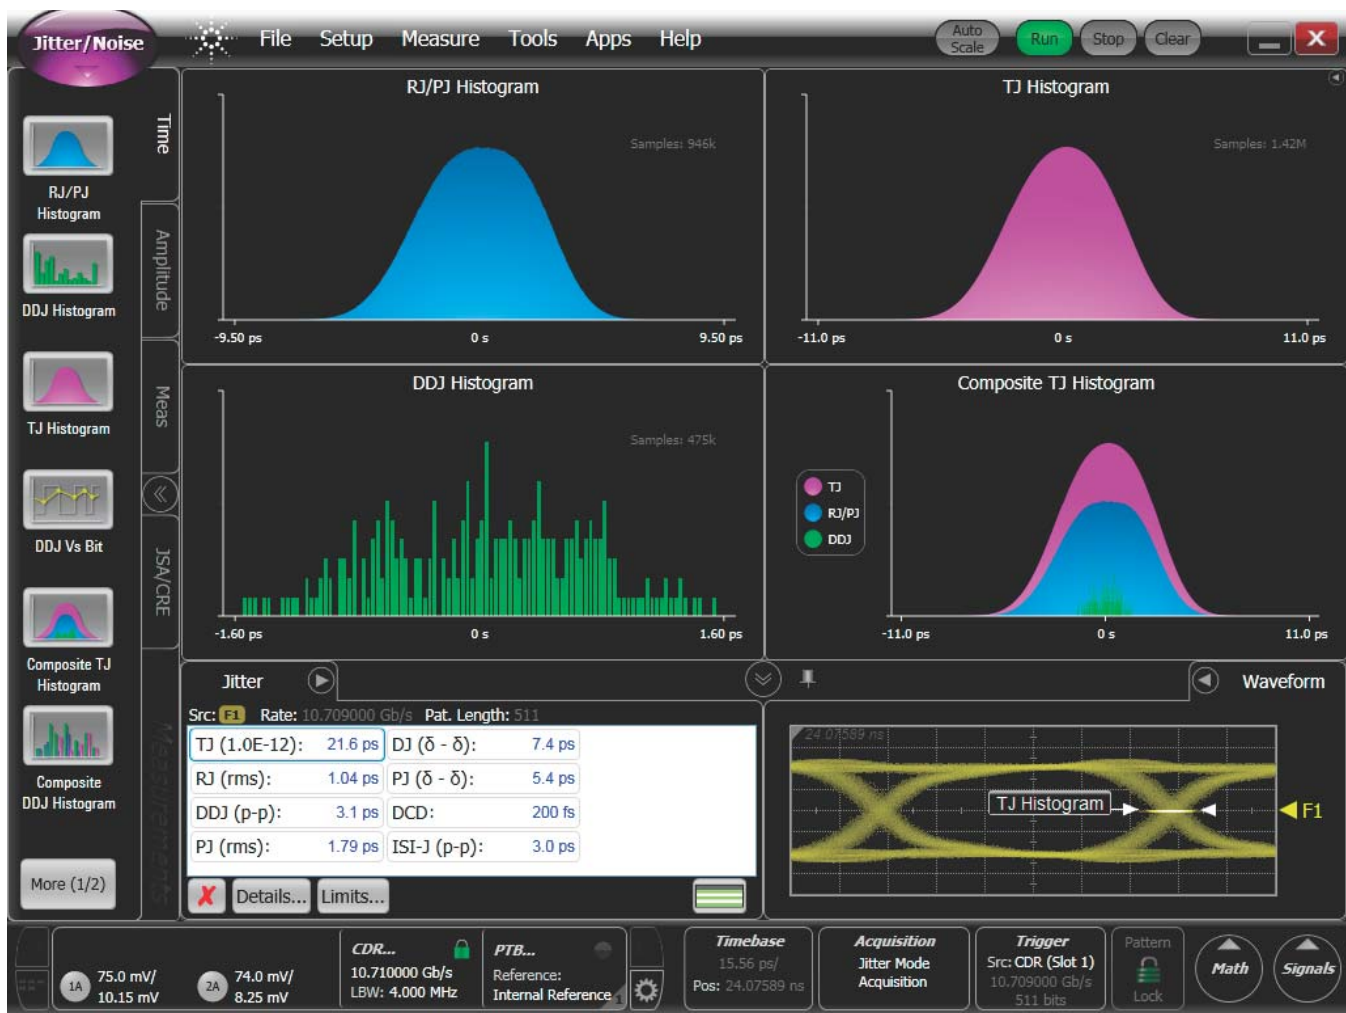 Jitter/Noise
File Setup Measure Tools Apps Help
Auto Scale
Run
Stop
Clear
RJ/PJ Histogram
DDJ Histogram
TJ Histogram
DDJ Vs Bit
Composite TJ Histogram
Composite DDJ Histogram
More (1/2)
Time
Amplitude
Meas
JSA/CRE
Measurements
RJ/PJ Histogram
Samples: 946k
-9.50 ps 0 s 9.50 ps
TJ Histogram
Samples: 1.42M
-11.0 ps 0 s 11.0 ps
DDJ Histogram
Samples: 475k
-1.60 ps 0 s 1.60 ps
Composite TJ Histogram
TJ
RJ/PJ
DDJ
-11.0 ps 0 s 11.0 ps
Jitter
Src: F1 Rate: 10.709000 Gb/s Pat. Length: 511
TJ (1.0E-12): 21.6 ps DJ (δ - δ): 7.4 ps
RJ (rms): 1.04 ps PJ (δ - δ): 5.4 ps
DDJ (p-p): 3.1 ps DCD: 200 fs
PJ (rms): 1.79 ps ISI-J (p-p): 3.0 ps
Details... Limits...
Waveform
24.07589 ns
TJ Histogram
F1
1A 75.0 mV/
10.15 mV
2A 74.0 mV/
8.25 mV
CDR...
10.710000 Gb/s
LBW: 4.000 MHz
PTB...
Reference:
Internal Reference
1
Timebase
15.56 ps/
Pos: 24.07589 ns
Acquisition
Jitter Mode
Acquisition
Trigger
Src: CDR (Slot 1)
10.709000 Gb/s
511 bits
Pattern
Lock
Math
Signals